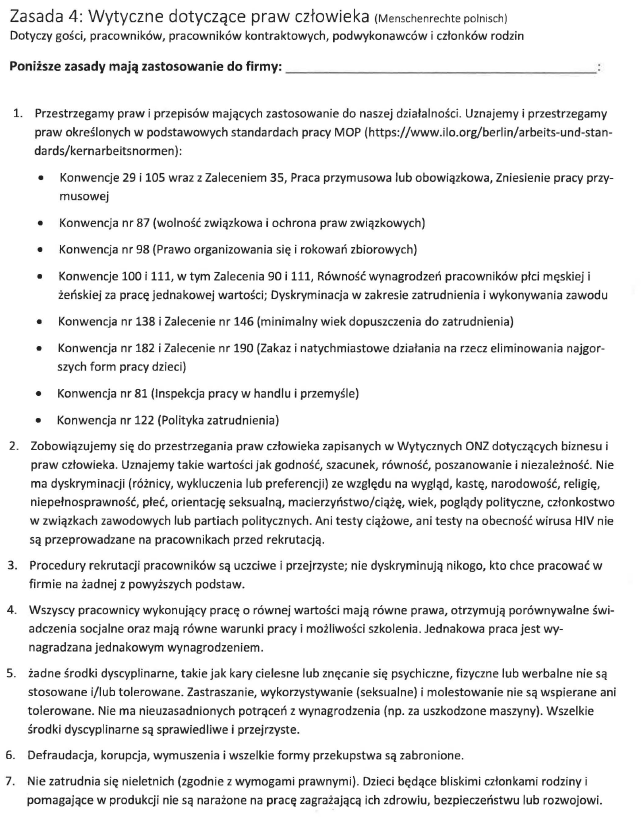 Zasada 4: Wytyczne dotyczące praw człowieka (Menschenrechte polnisch)
Dotyczy gości, pracowników, pracowników kontraktowych, podwykonawców i członków rodzin
Poniższe zasady mają zastosowanie do firmy: ______________________________:
1. Przestrzegamy praw i przepisów mających zastosowanie do naszej działalności. Uznajemy i przestrzegamy
praw określonych w podstawowych standardach pracy MOP (https://www.ilo.org/berlin/arbeits-und-stan-
dards/kernarbeitsnormen):
• Konwencje 29 i 105 wraz z Zaleceniem 35, Praca przymusowa lub obowiązkowa, Zniesienie pracy przy-
musowej
• Konwencja nr 87 (wolność związkowa i ochrona praw związkowych)
• Konwencja nr 98 (Prawo organizowania się i rokowań zbiorowych)
• Konwencje 100 i 111, w tym Zalecenia 90 i 111, Równość wynagrodzeń pracowników płci męskiej i
żeńskiej za pracę jednakowej wartości; Dyskryminacja w zakresie zatrudnienia i wykonywania zawodu
• Konwencja nr 138 i Zalecenie nr 146 (minimalny wiek dopuszczenia do zatrudnienia)
• Konwencja nr 182 i Zalecenie nr 190 (Zakaz i natychmiastowe działania na rzecz eliminowania najgor-
szych form pracy dzieci)
• Konwencja nr 81 (Inspekcja pracy w handlu i przemyśle)
• Konwencja nr 122 (Polityka zatrudnienia)
2. Zobowiązujemy się do przestrzegania praw człowieka zapisanych w Wytycznych ONZ dotyczących biznesu i
praw człowieka. Uznajemy takie wartości jak godność, szacunek, równość, poszanowanie i niezależność. Nie
ma dyskryminacji (różnicy, wykluczenia lub preferencji) ze względu na wygląd, kastę, narodowość, religię,
niepełnosprawność, płeć, orientację seksualną, macierzyństwo/ciążę, wiek, poglądy polityczne, członkostwo
w związkach zawodowych lub partiach politycznych. Ani testy ciążowe, ani testy na obecność wirusa HIV nie
są przeprowadzane na pracownikach przed rekrutacją.
3. Procedury rekrutacji pracowników są uczciwe i przejrzyste; nie dyskryminują nikogo, kto chce pracować w
firmie na żadnej z powyższych podstaw.
4. Wszyscy pracownicy wykonujący pracę o równej wartości mają równe prawa, otrzymują porównywalne świ-
adczenia socjalne oraz mają równe warunki pracy i możliwości szkolenia. Jednakowa praca jest wy-
nagradzana jednakowym wynagrodzeniem.
5. żadne środki dyscyplinarne, takie jak kary cielesne lub znęcanie się psychiczne, fizyczne lub werbalne nie są
stosowane i/lub tolerowane. Zastraszanie, wykorzystywanie (seksualne) i molestowanie nie są wspierane ani
tolerowane. Nie ma nieuzasadnionych potrąceń z wynagrodzenia (np. za uszkodzone maszyny). Wszelkie
środki dyscyplinarne są sprawiedliwe i przejrzyste.
6. Defraudacja, korupcja, wymuszenia i wszelkie formy przekupstwa są zabronione.
7. Nie zatrudnia się nieletnich (zgodnie z wymogami prawnymi). Dzieci będące bliskimi członkami rodziny i
pomagające w produkcji nie są narażone na pracę zagrażającą ich zdrowiu, bezpieczeństwu lub rozwojowi.